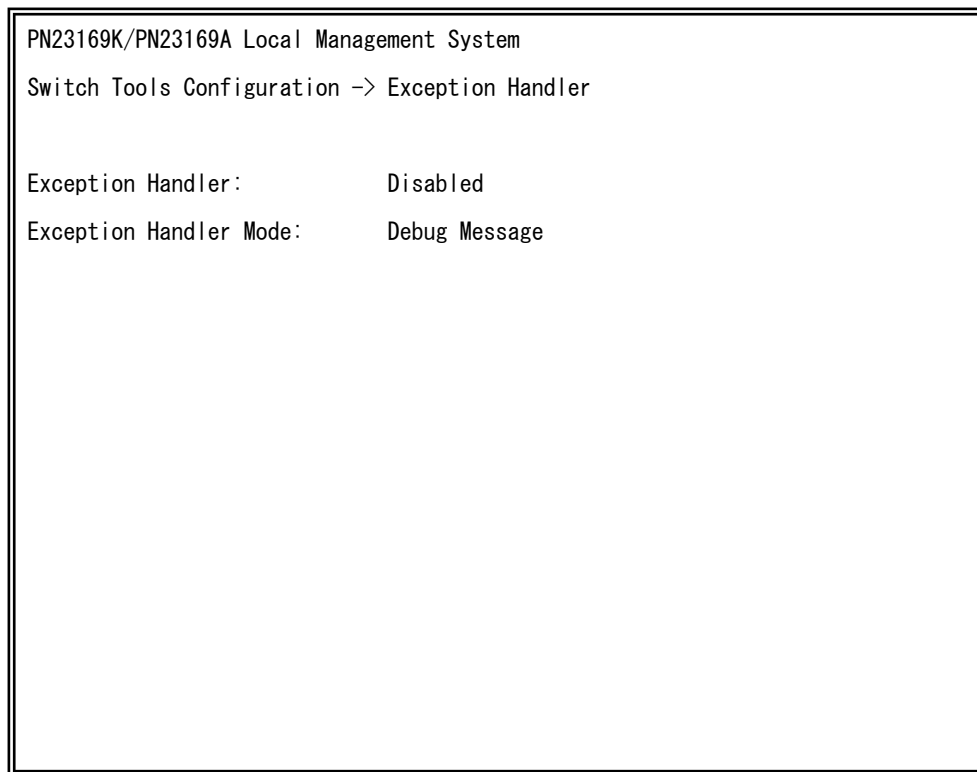 PN23169K/PN23169A Local Management System
Switch Tools Configuration -> Exception Handler
Exception Handler: Disabled
Exception Handler Mode: Debug Message